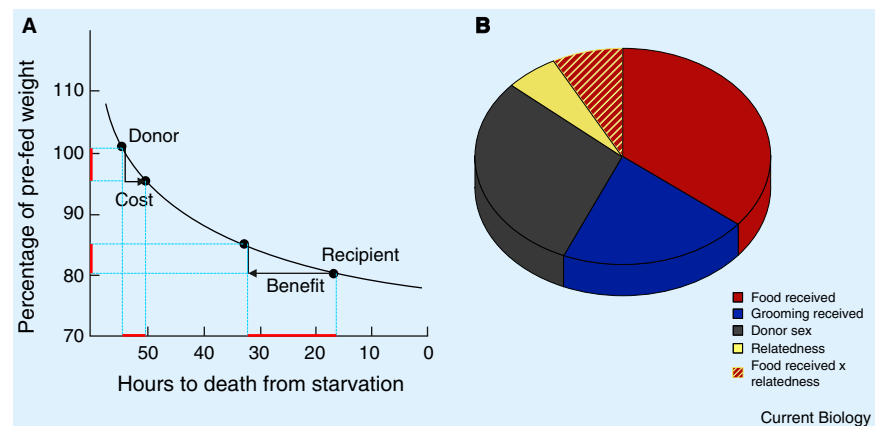 A
Percentage of pre-fed weight
110
100
90
80
70
Donor
Cost
Recipient
Benefit
50
40
30
20
10
0
Hours to death from starvation
B
Food received
Grooming received
Donor sex
Relatedness
Food received x
relatedness
Current Biology